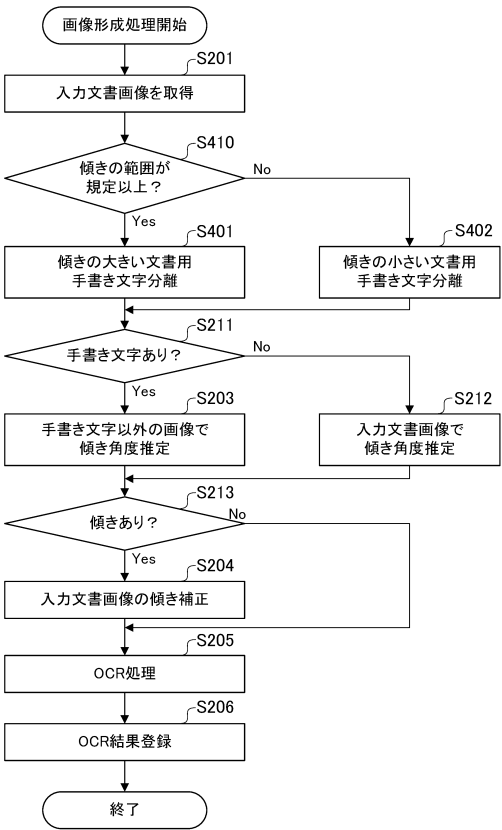 画像形成処理開始
S201
入力文書画像を取得
S410
傾きの範囲が
規定以上？
No
Yes
S401
傾きの大きい文書用
手書き文字分離
S402
傾きの小さい文書用
手書き文字分離
S211
手書き文字あり？
No
Yes
S203
手書き文字以外の画像で
傾き角度推定
S212
入力文書画像で
傾き角度推定
S213
傾きあり？
No
Yes
S204
入力文書画像の傾き補正
S205
OCR処理
S206
OCR結果登録
終了